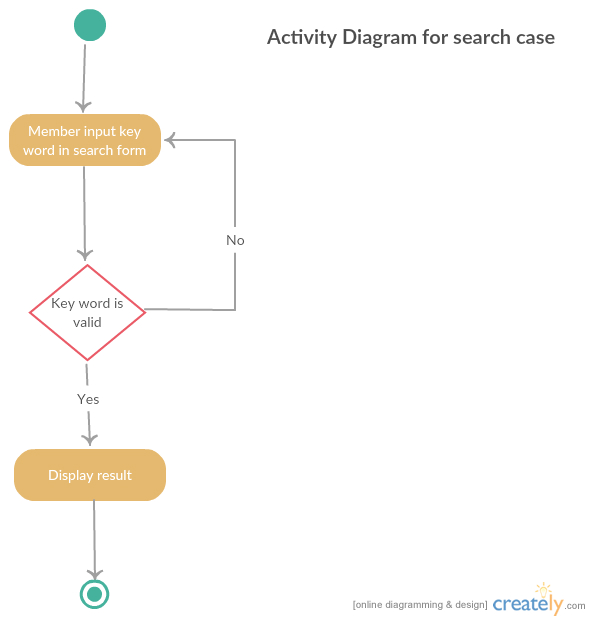 Activity Diagram for search case
Member input key
word in search form
No
Key word is
valid
Yes
Display result
[online diagramming & design] creately.com